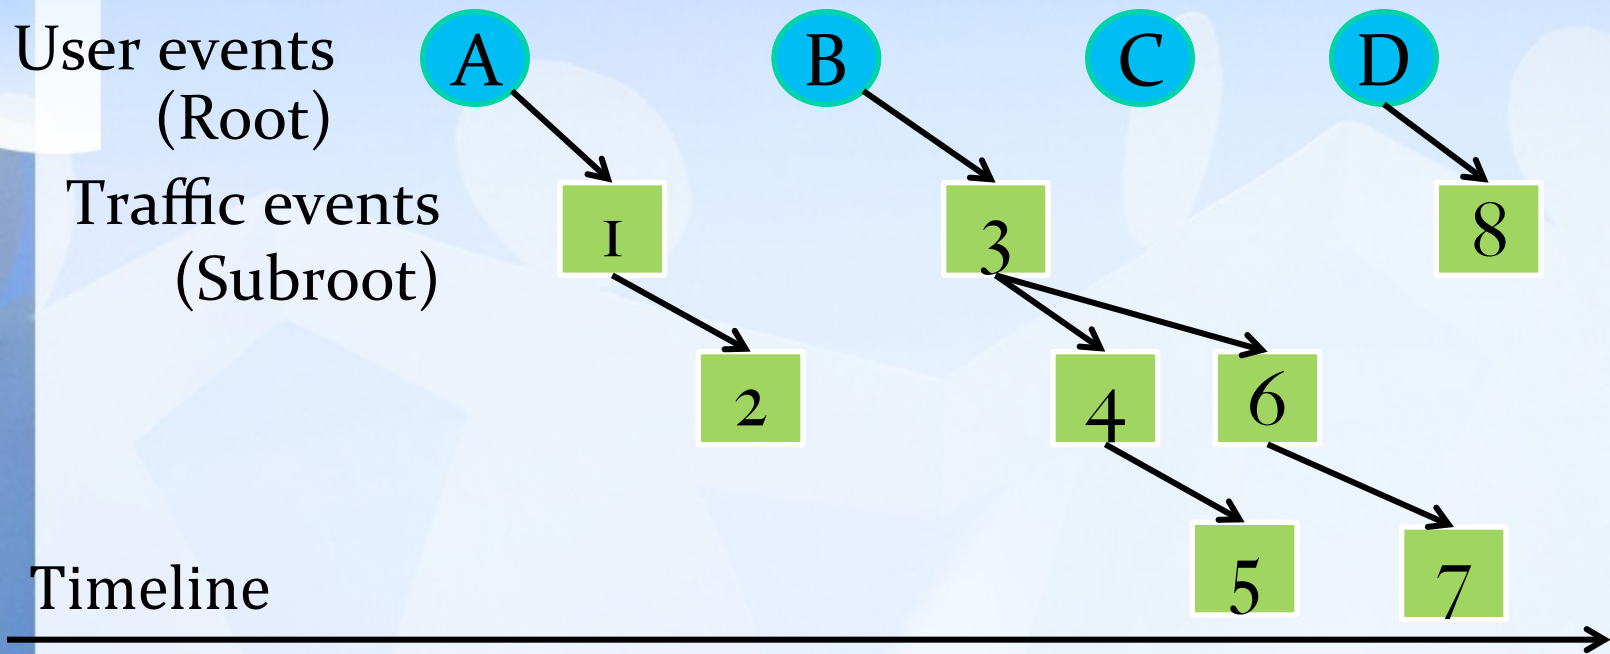 User events
(Root)
A B C D
Traffic events
(Subroot)
1 3 8
2 4 6
5 7
Timeline